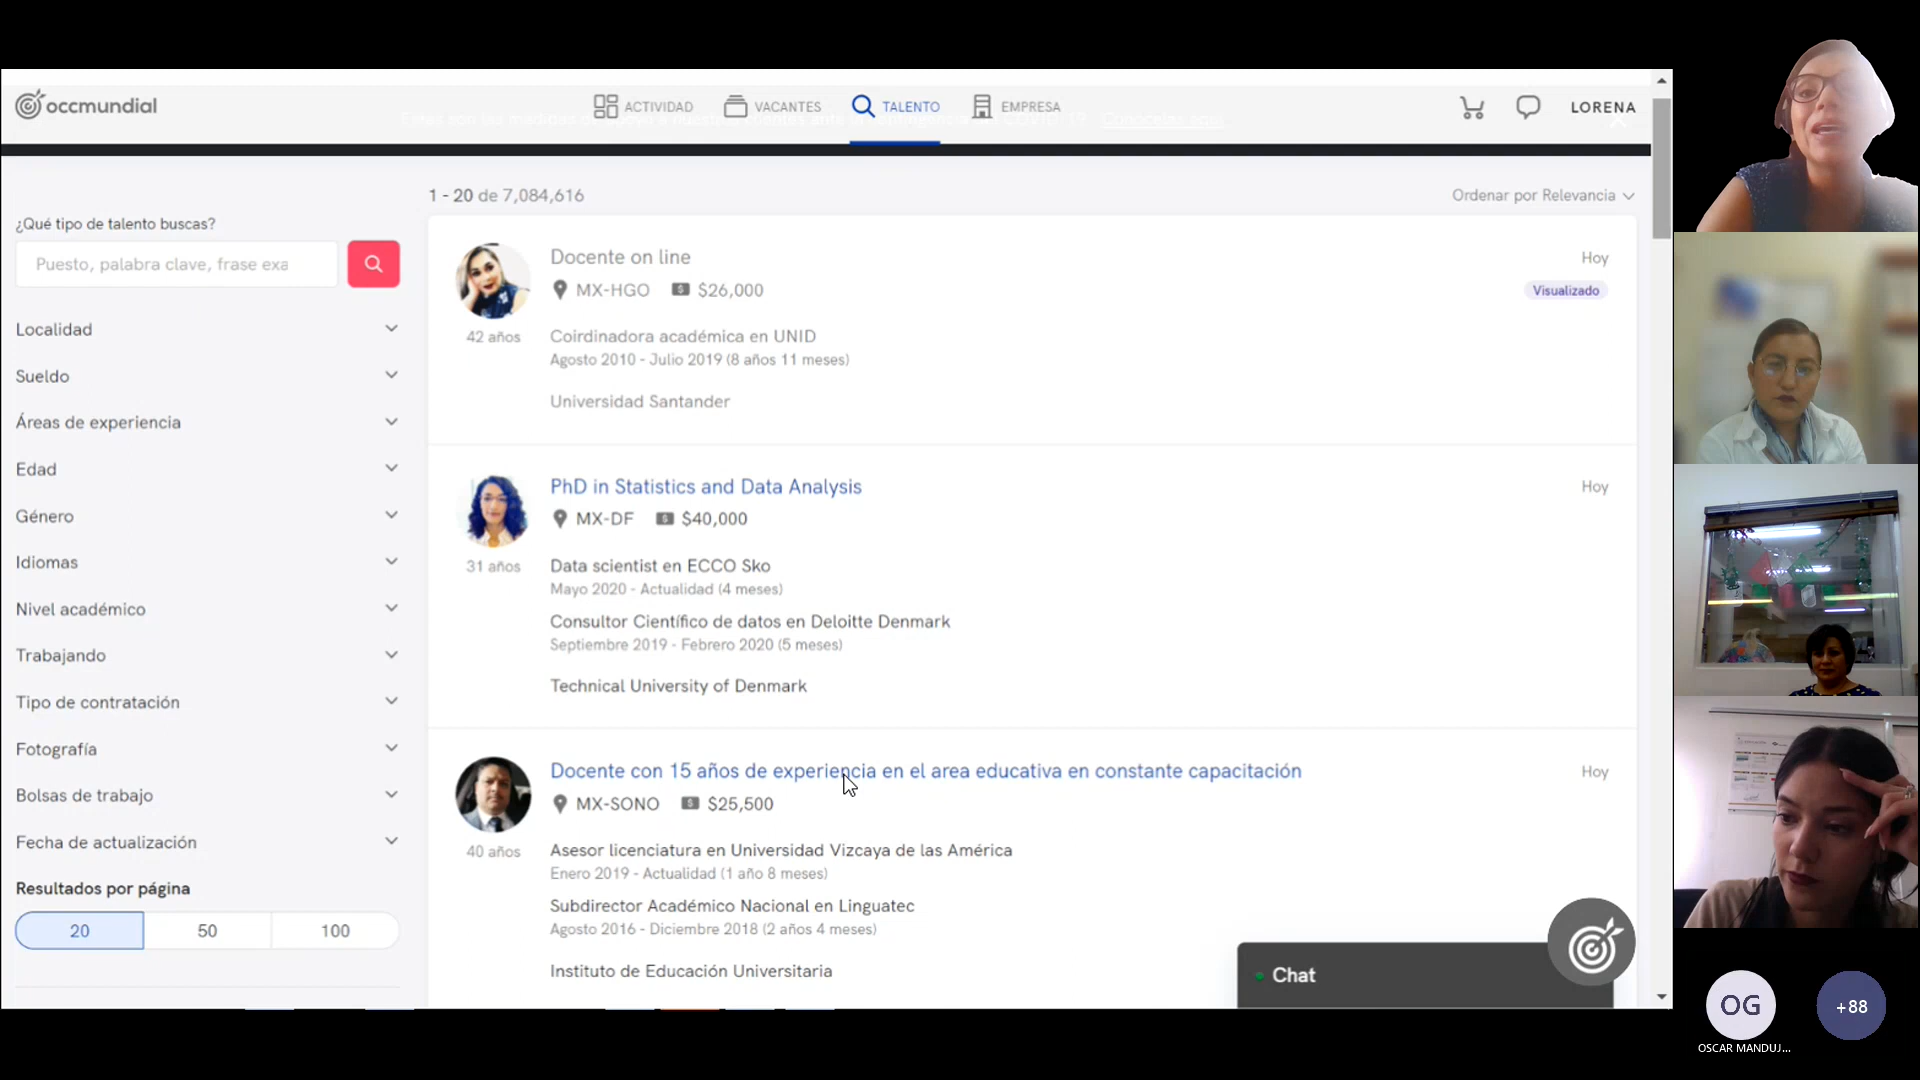 occmundial
ACTIVIDAD
VACANTES
TALENTO
EMPRESA
LORENA
¿Qué tipo de talento buscas?
Puesto, palabra clave, frase exa
Localidad
Sueldo
Áreas de experiencia
Edad
Género
Idiomas
Nivel académico
Trabajando
Tipo de contratación
Fotografía
Bolsas de trabajo
Fecha de actualización
Resultados por página
20
50
100
1 - 20 de 7,084,616
Ordenar por Relevancia
Docente on line
Hoy
MX-HGO $26,000
Visualizado
42 años
Coirdinadora académica en UNID
Agosto 2010 - Julio 2019 (8 años 11 meses)
Universidad Santander
PhD in Statistics and Data Analysis
Hoy
MX-DF $40,000
31 años
Data scientist en ECCO Sko
Mayo 2020 - Actualidad (4 meses)
Consultor Científico de datos en Deloitte Denmark
Septiembre 2019 - Febrero 2020 (5 meses)
Technical University of Denmark
Docente con 15 años de experiencia en el area educativa en constante capacitación
Hoy
MX-SONO $25,500
40 años
Asesor licenciatura en Universidad Vizcaya de las América
Enero 2019 - Actualidad (1 año 8 meses)
Subdirector Académico Nacional en Linguatec
Agosto 2016 - Diciembre 2018 (2 años 4 meses)
Instituto de Educación Universitaria
Chat
OG
OSCAR MANDUJ...
+88